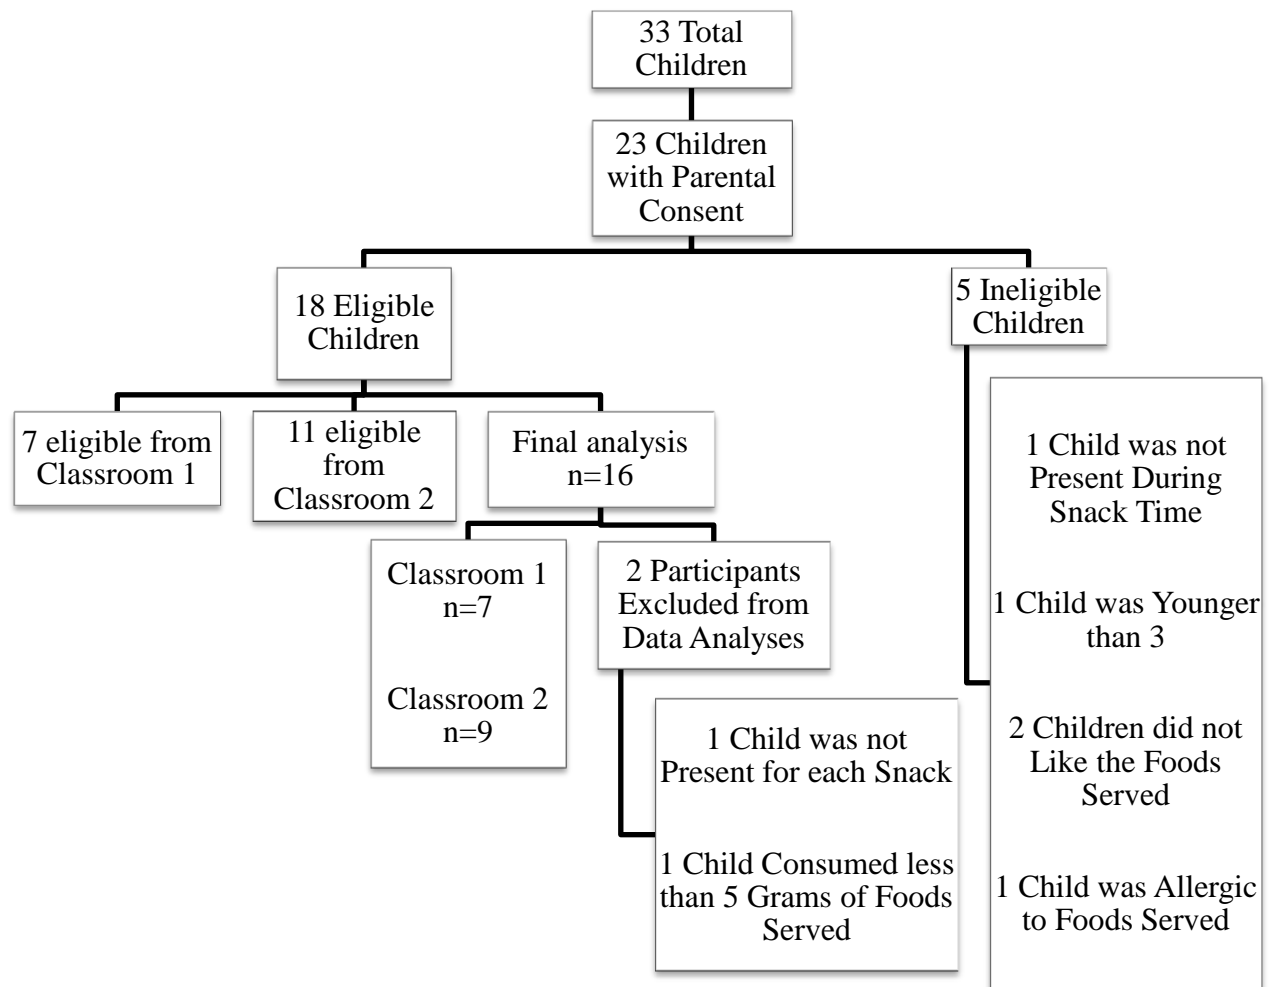 33 Total
Children
23 Children
with Parental
Consent
18 Eligible
Children
5 Ineligible
Children
7 eligible from
Classroom 1
11 eligible
from
Classroom 2
Final analysis
n=16
1 Child was not
Present During
Snack Time
1 Child was Younger
than 3
2 Children did not
Like the Foods
Served
1 Child was Allergic
to Foods Served
Classroom 1
n=7
Classroom 2
n=9
2 Participants
Excluded from
Data Analyses
1 Child was not
Present for each Snack
1 Child Consumed less
than 5 Grams of Foods
Served